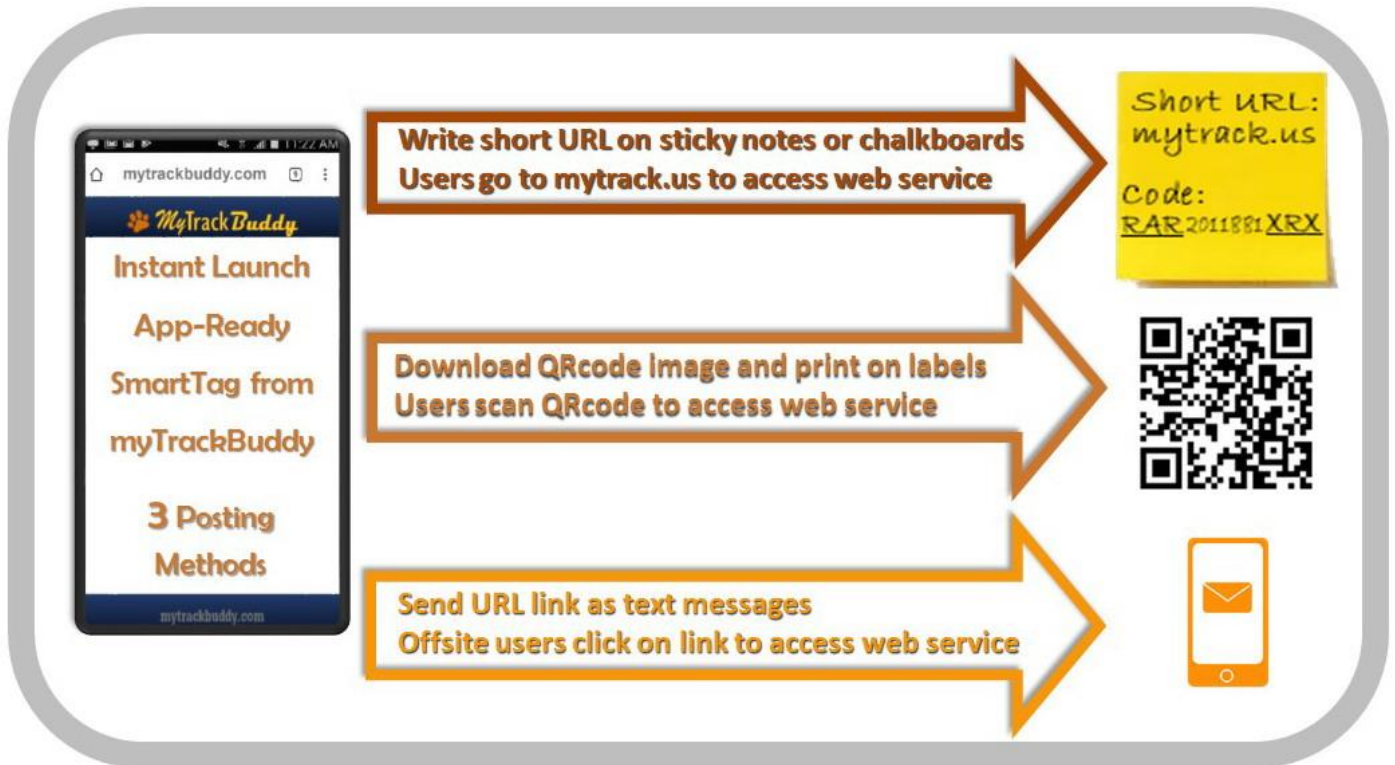 11:22 AM
mytrackbuddy.com
MyTrackBuddy
Instant Launch
App-Ready
SmartTag from
myTrackBuddy
3 Posting
Methods
mytrackbuddy.com
Write short URL on sticky notes or chalkboards
Users go to mytrack.us to access web service
Short URL:
mytrack.us
Code:
RAR2011881XRX
Download QRcode image and print on labels
Users scan QRcode to access web service
Send URL link as text messages
Offsite users click on link to access web service